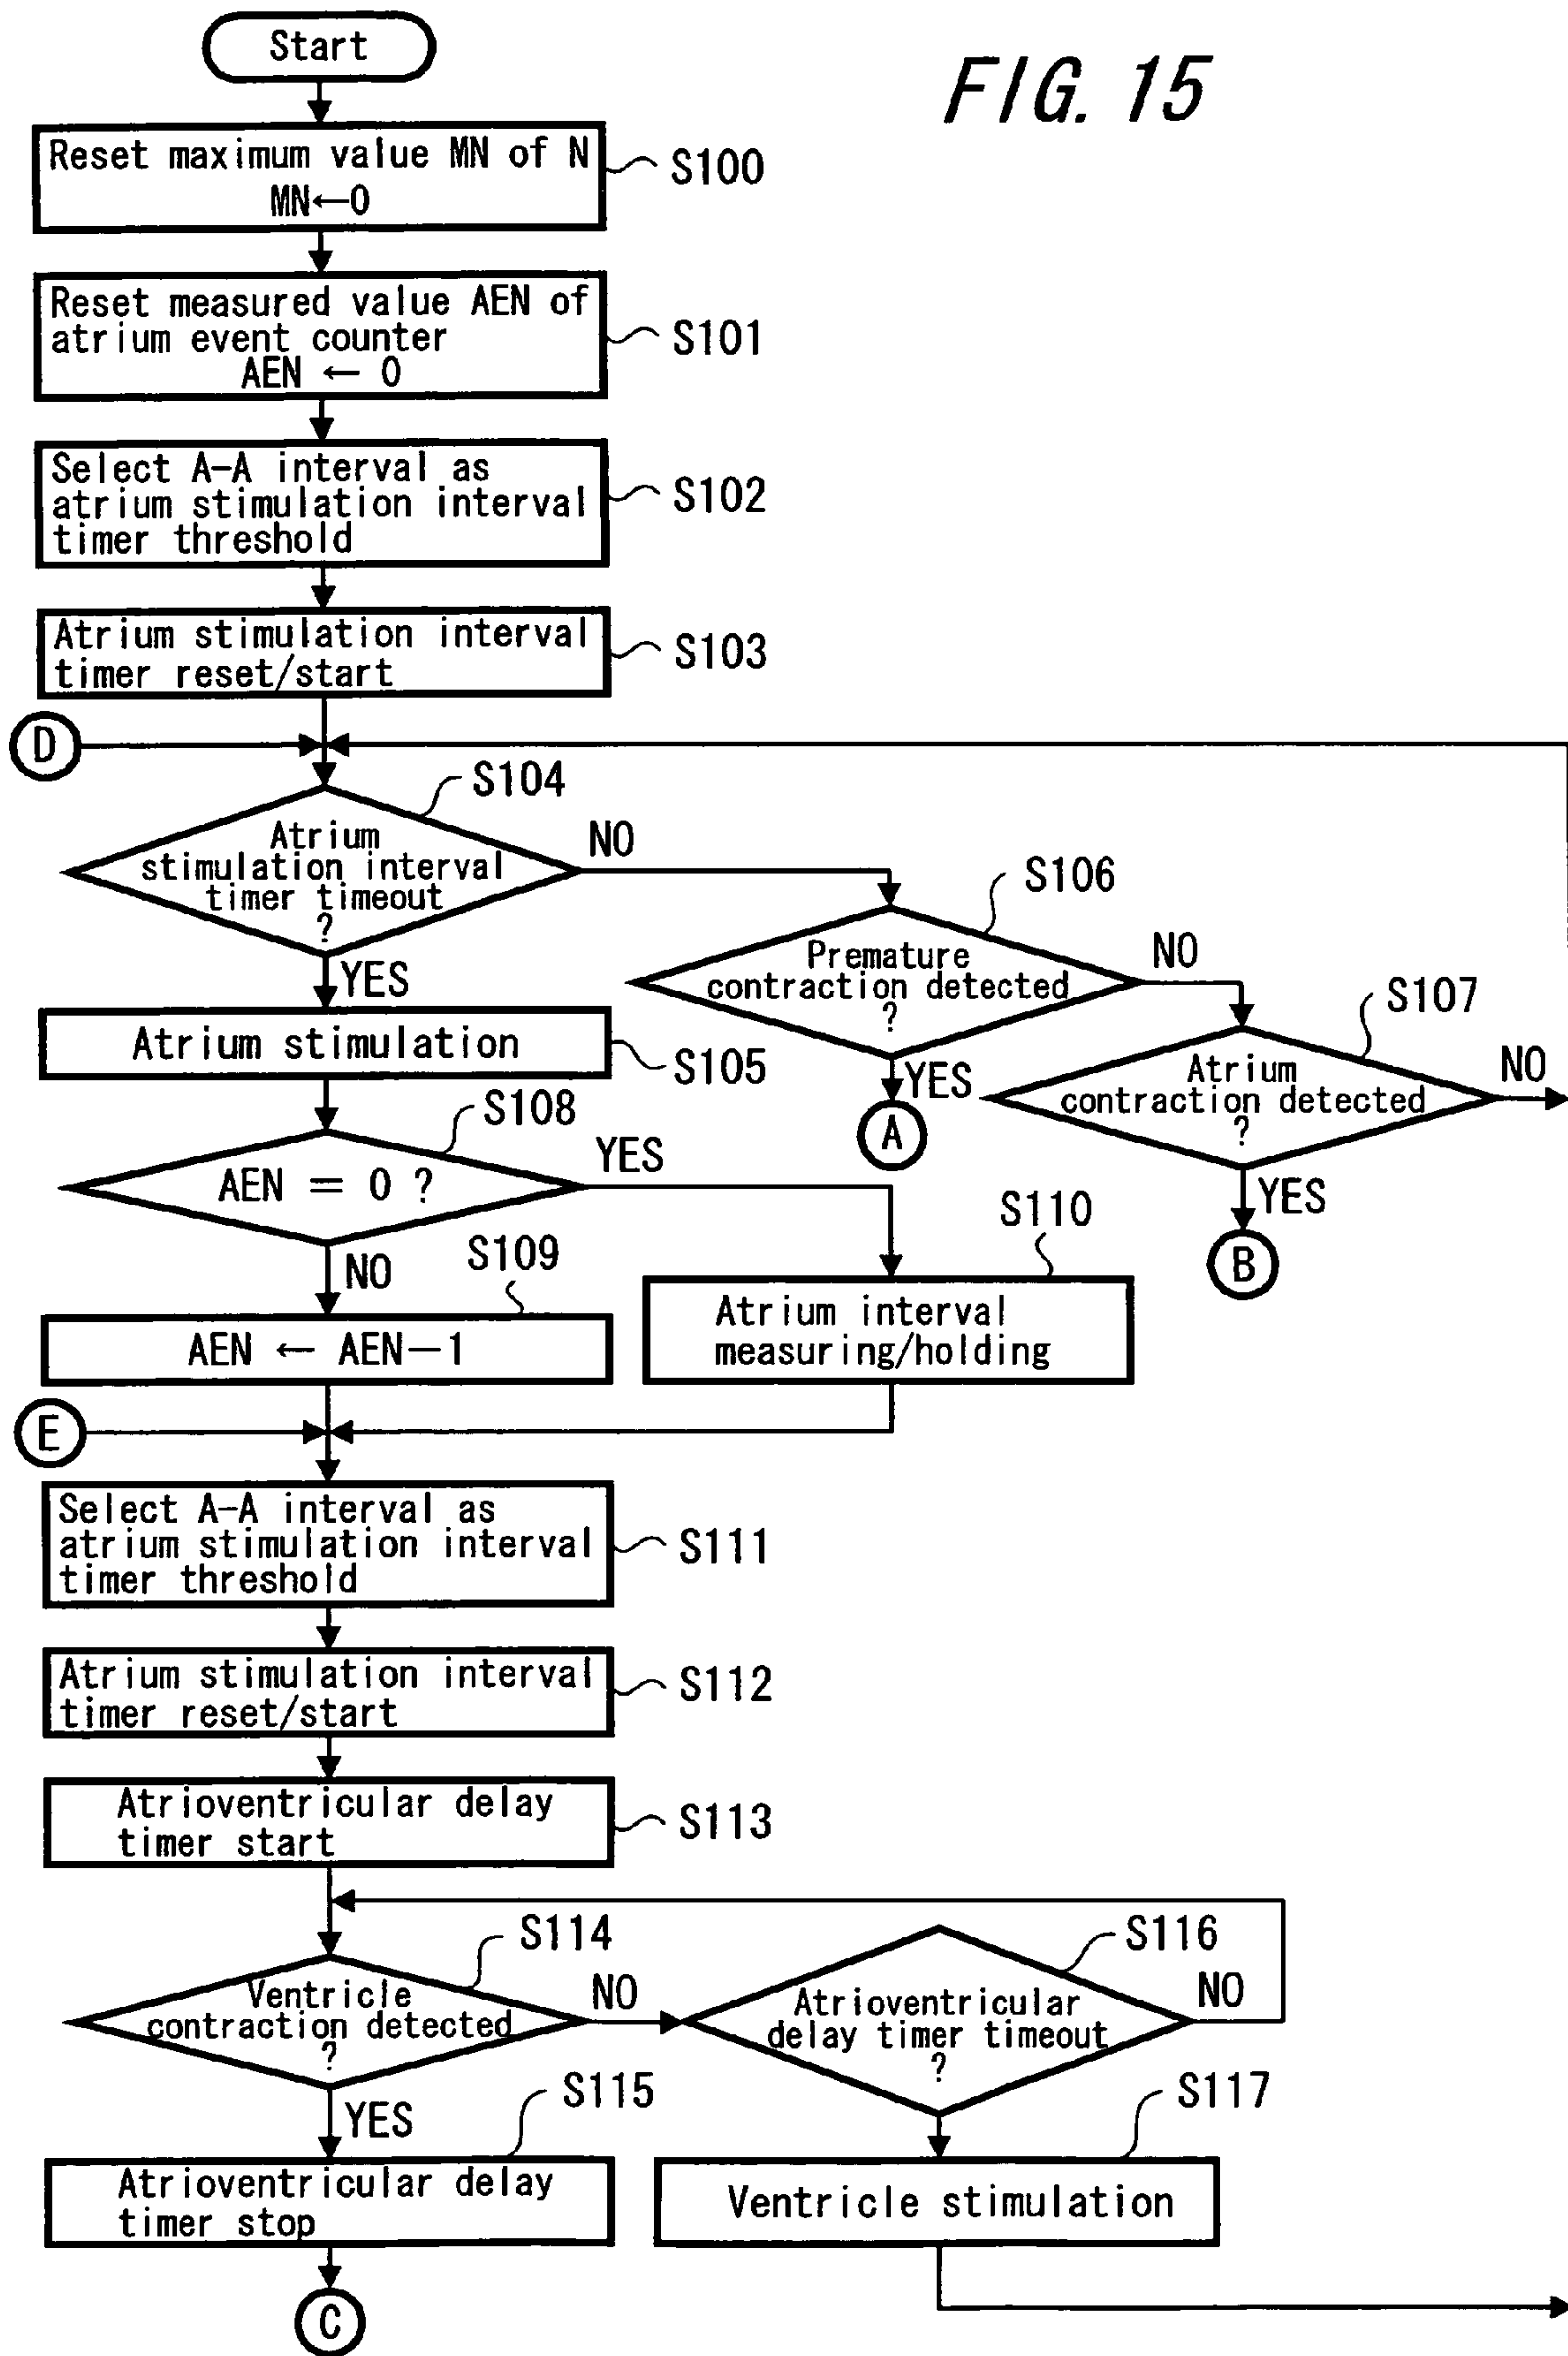 FIG. 15
Start
Reset maximum value MN of N
MN←0
S100
Reset measured value AEN of
atrium event counter
AEN ← 0
S101
Select A-A interval as
atrium stimulation interval
timer threshold
S102
Atrium stimulation interval
timer reset/start
S103
D
S104
Atrium
stimulation interval
timer timeout
?
NO
YES
S106
Premature
contraction detected
?
NO
YES
A
S107
Atrium
contraction detected
?
NO
YES
B
Atrium stimulation
S105
S108
AEN = 0 ?
YES
NO
S109
AEN ← AEN-1
S110
Atrium interval
measuring/holding
E
Select A-A interval as
atrium stimulation interval
timer threshold
S111
Atrium stimulation interval
timer reset/start
S112
Atrioventricular delay
timer start
S113
S114
Ventricle
contraction detected
?
NO
YES
S116
Atrioventricular
delay timer timeout
?
NO
S115
Atrioventricular delay
timer stop
S117
Ventricle stimulation
C